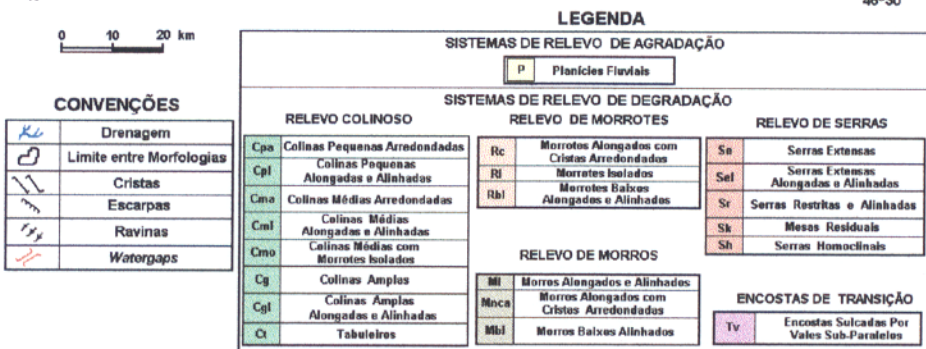 46-30
LEGENDA
0 10 20 km
SISTEMAS DE RELEVO DE AGRADAÇÃO
P Planícies Fluviais
CONVENÇÕES
Drenagem
Limite entre Morfologias
Cristas
Escarpas
Ravinas
Watergaps
SISTEMAS DE RELEVO DE DEGRADAÇÃO
RELEVO COLINOSO
Cpa Colinas Pequenas Arredondadas
Cpl Colinas Pequenas
Alongadas e Alinhadas
Cma Colinas Médias Arredondadas
Cml Colinas Médias
Alongadas e Alinhadas
Cmo Colinas Médias com
Morrotes Isolados
Cg Colinas Amplas
Cgl Colinas Amplas
Alongadas e Alinhadas
Ct Tabuleiros
RELEVO DE MORROTES
Rc Morrotes Alongados com
Cristas Arredondados
RI Morrotes Isolados
Rbl Morrotes Baixos
Alongados e Alinhados
RELEVO DE MORROS
Ml Morros Alongados e Alinhados
Mnca Morros Alongados com
Cristas Arredondadas
Mbl Morros Baixos Alinhados
RELEVO DE SERRAS
Serras Extensas
Sel Serras Extensas
Alongadas e Alinhadas
Sr Serras Restritas e Alinhadas
Sk Mesas Residuais
Sh Serras Homoclinais
ENCOSTAS DE TRANSIÇÃO
Tv Encostas Sulcadas Por
Vales Sub-Paralelos